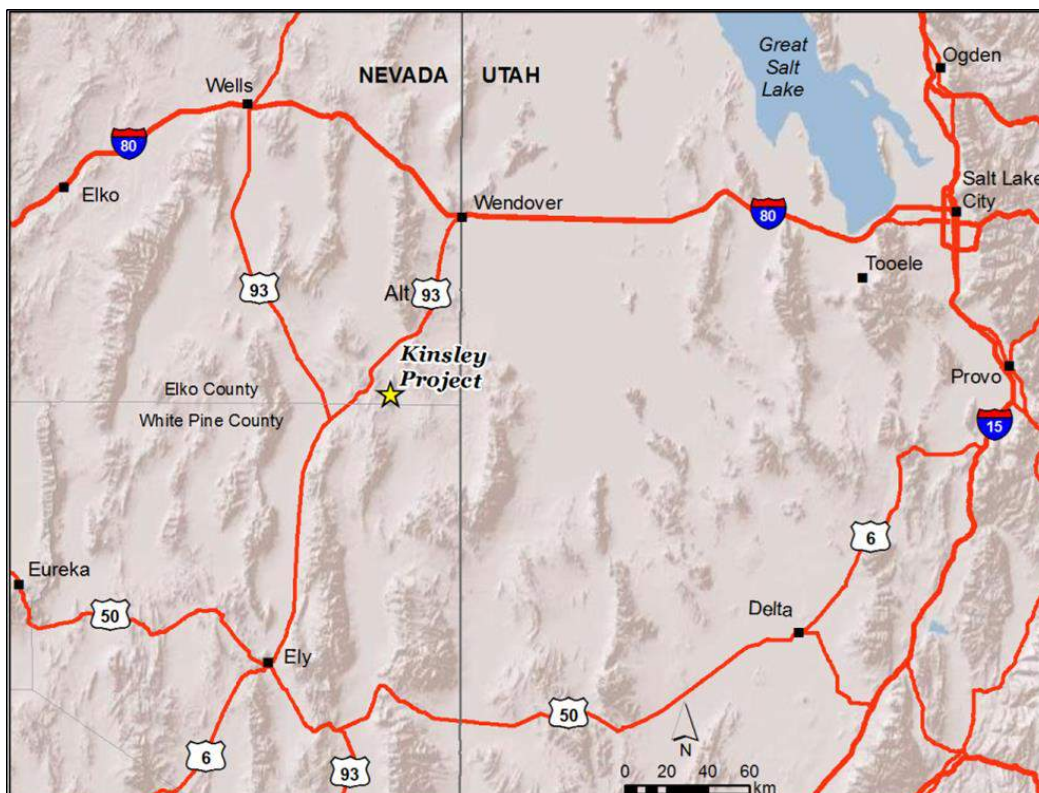 NEVADA
UTAH
Great
Salt
Lake
Ogden
Wells
80
Elko
Wendover
80
Salt Lake
City
Tooele
93
Alt 93
Kinsley
Project
Elko County
White Pine County
Provo
15
6
Eureka
50
Delta
Ely
50
N
6
93
0 20 40 60
km